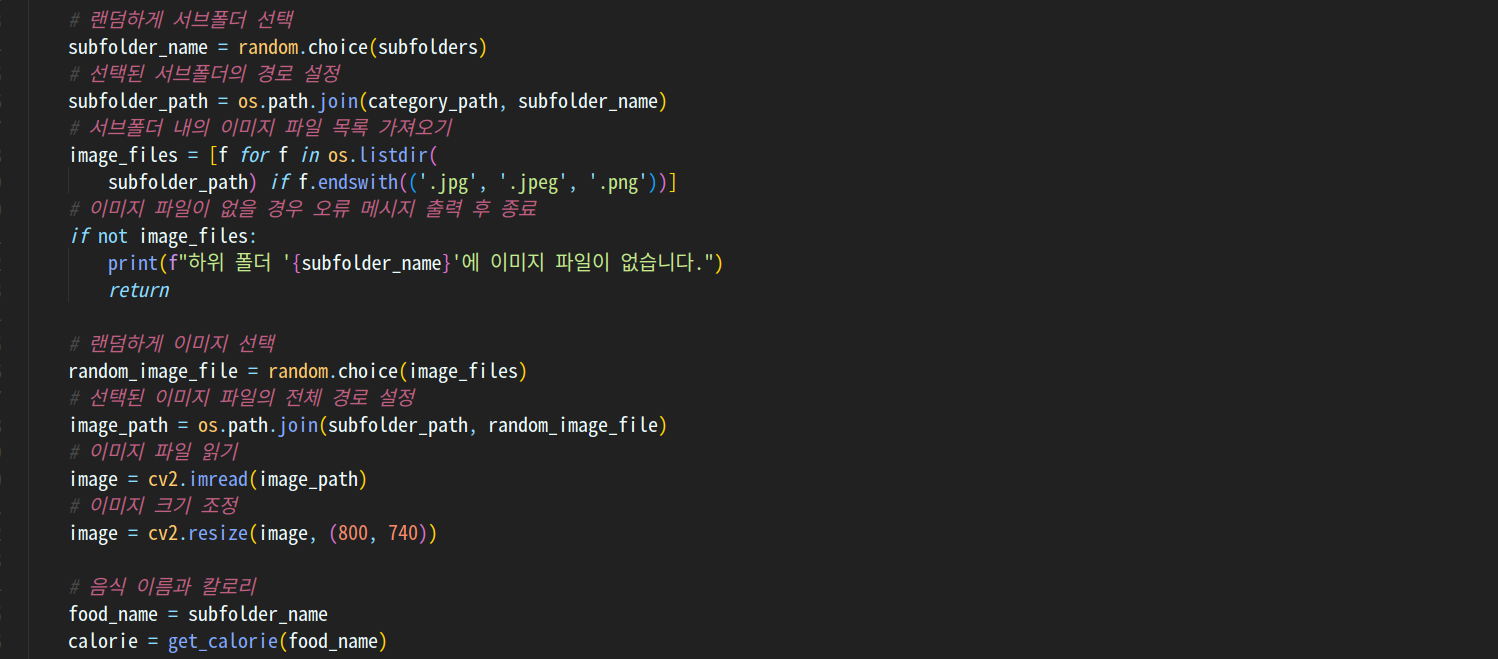 # 랜덤하게 서브폴더 선택
subfolder_name = random.choice(subfolders)
# 선택된 서브폴더의 경로 설정
subfolder_path = os.path.join(category_path, subfolder_name)
# 서브폴더 내의 이미지 파일 목록 가져오기
image_files = [f for f in os.listdir(
    subfolder_path) if f.endswith(('.jpg', '.jpeg', '.png'))]
# 이미지 파일이 없을 경우 오류 메시지 출력 후 종료
if not image_files:
    print(f"하위 폴더 '{subfolder_name}'에 이미지 파일이 없습니다.")
    return
# 랜덤하게 이미지 선택
random_image_file = random.choice(image_files)
# 선택된 이미지 파일의 전체 경로 설정
image_path = os.path.join(subfolder_path, random_image_file)
# 이미지 파일 읽기
image = cv2.imread(image_path)
# 이미지 크기 조정
image = cv2.resize(image, (800, 740))
# 음식 이름과 칼로리
food_name = subfolder_name
calorie = get_calorie(food_name)